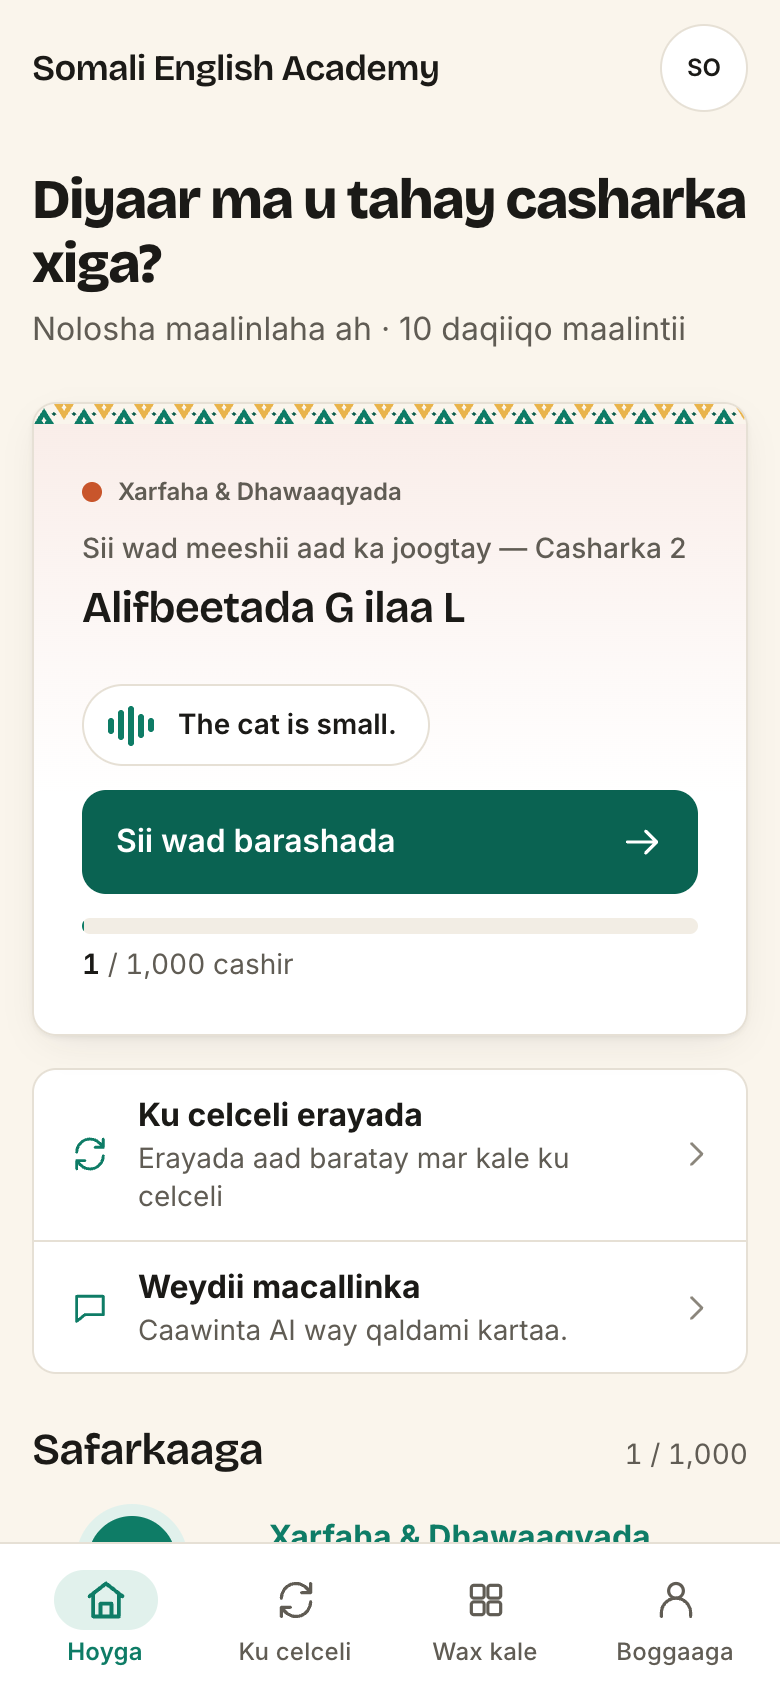 Somali English Academy
SO
Diyaar ma u tahay casharka
xiga?
Nolosha maalinlaha ah · 10 daqiiqo maalintii
Xarfaha & Dhawaaqyada
Sii wad meeshii aad ka joogtay — Casharka 2
Alifbeetada G ilaa L
The cat is small.
Sii wad barashada
1 / 1,000 cashir
Ku celceli erayada
Erayada aad baratay mar kale ku
celceli
Weydii macallinka
Caawinta AI way qaldami kartaa.
Safarkaaga
1 / 1,000
Xarfaha & Dhawaaqyada
Hoyga
Ku celceli
Wax kale
Boggaaga